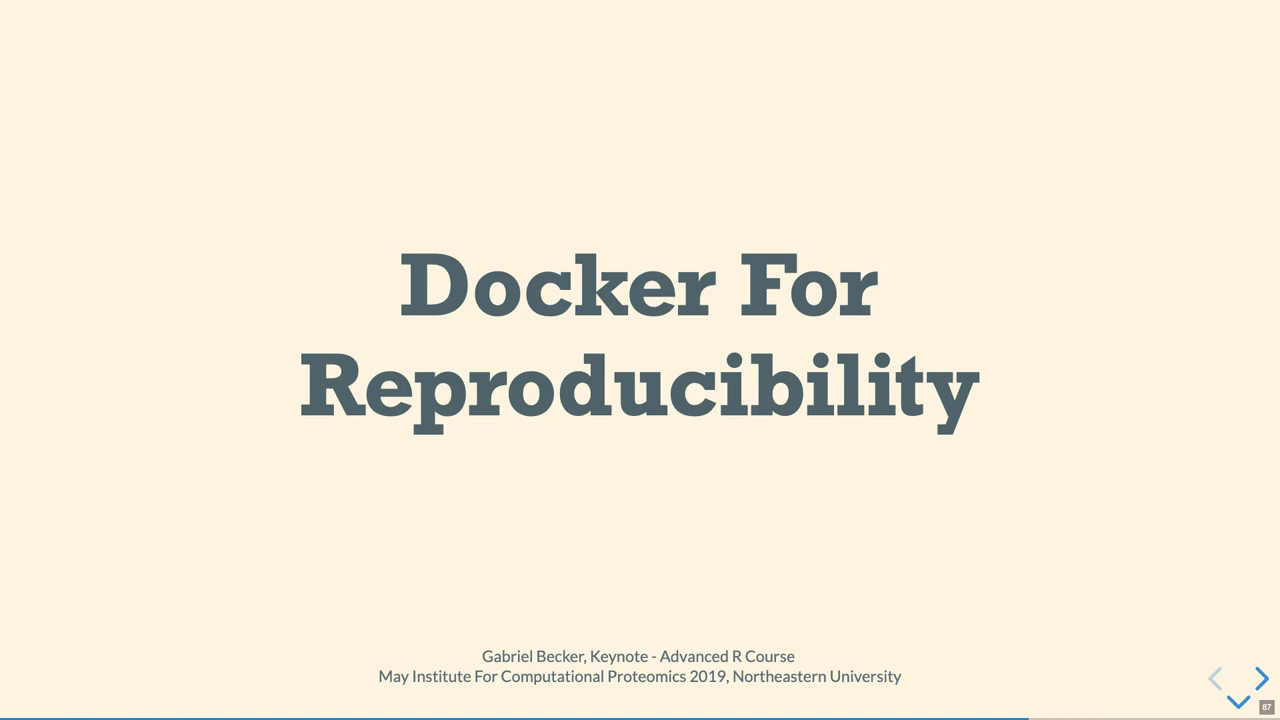 Docker For
Reproducibility
Gabriel Becker, Keynote - Advanced R Course
May Institute For Computational Proteomics 2019, Northeastern University
87